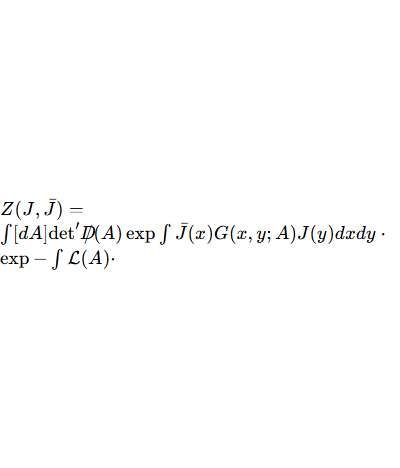 Z(J, J̄) =
∫[dA]det′D̸(A) exp ∫ J̄(x)G(x, y; A)J(y)dxdy ·
exp − ∫ ℒ(A)·